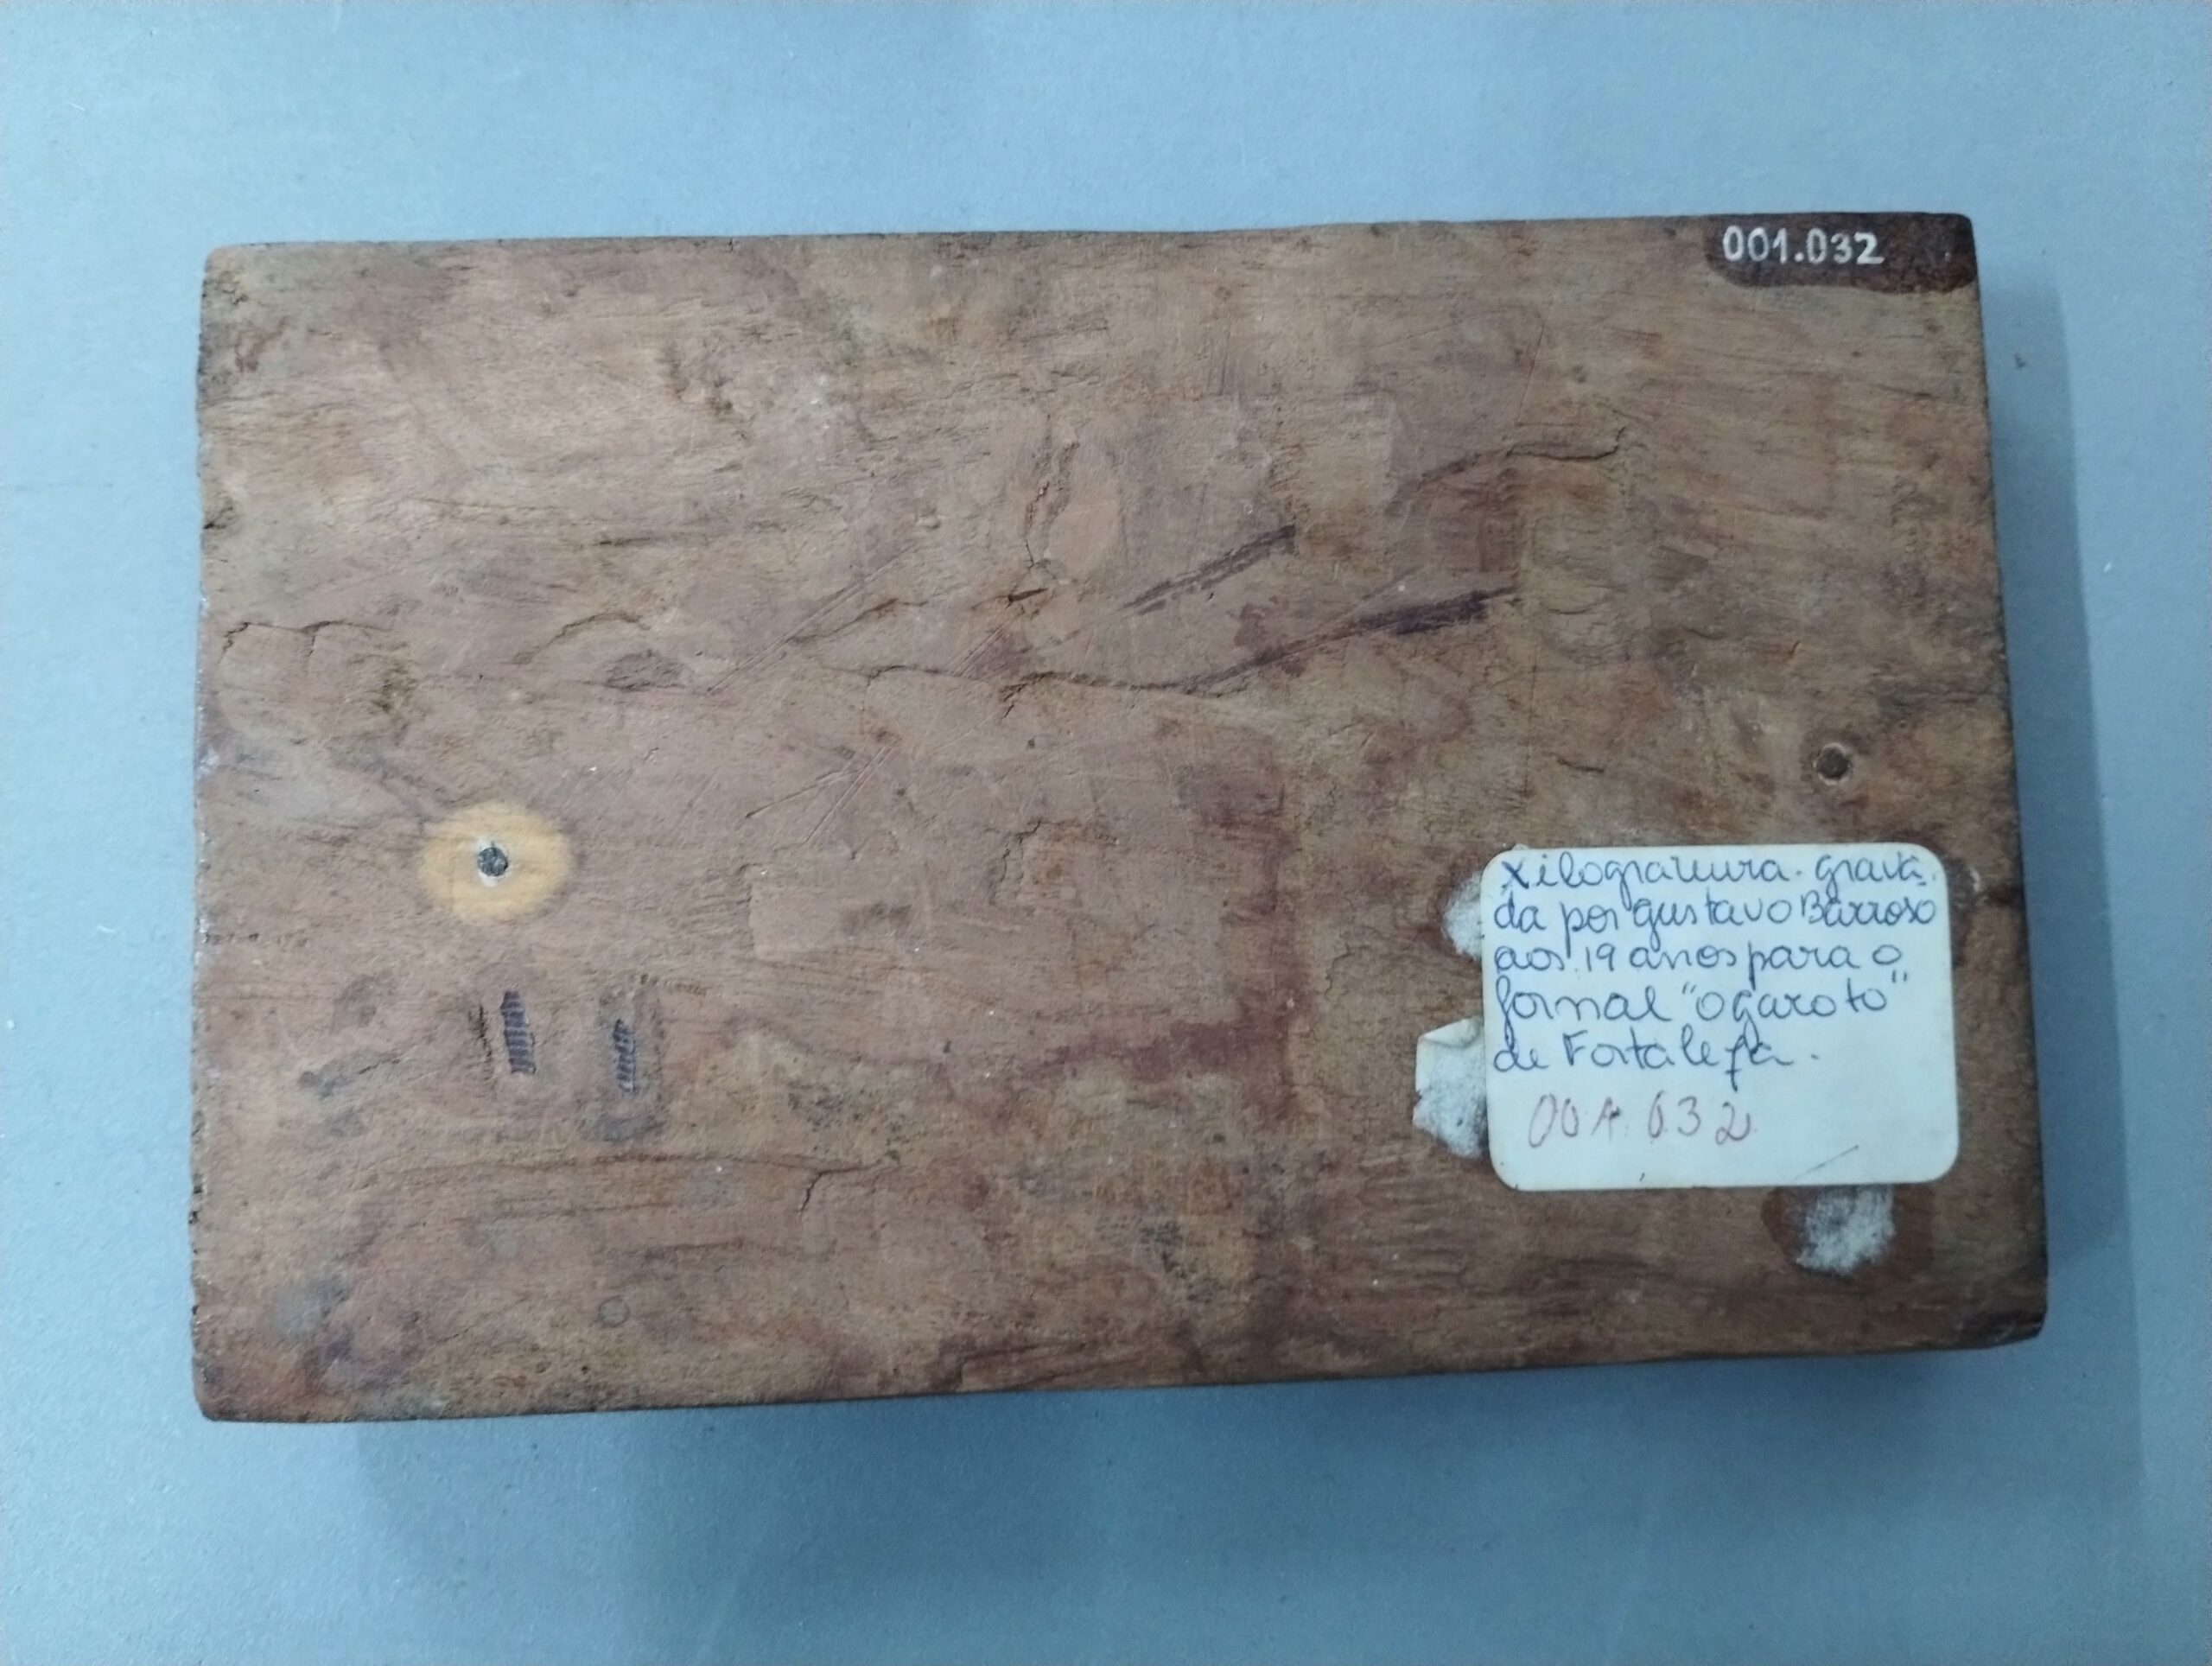 001.032
Xilogravura. grava.
da por gustavo Barroso
aos 19 anos para o
jornal "o garoto"
de Fortaleza.
001.032